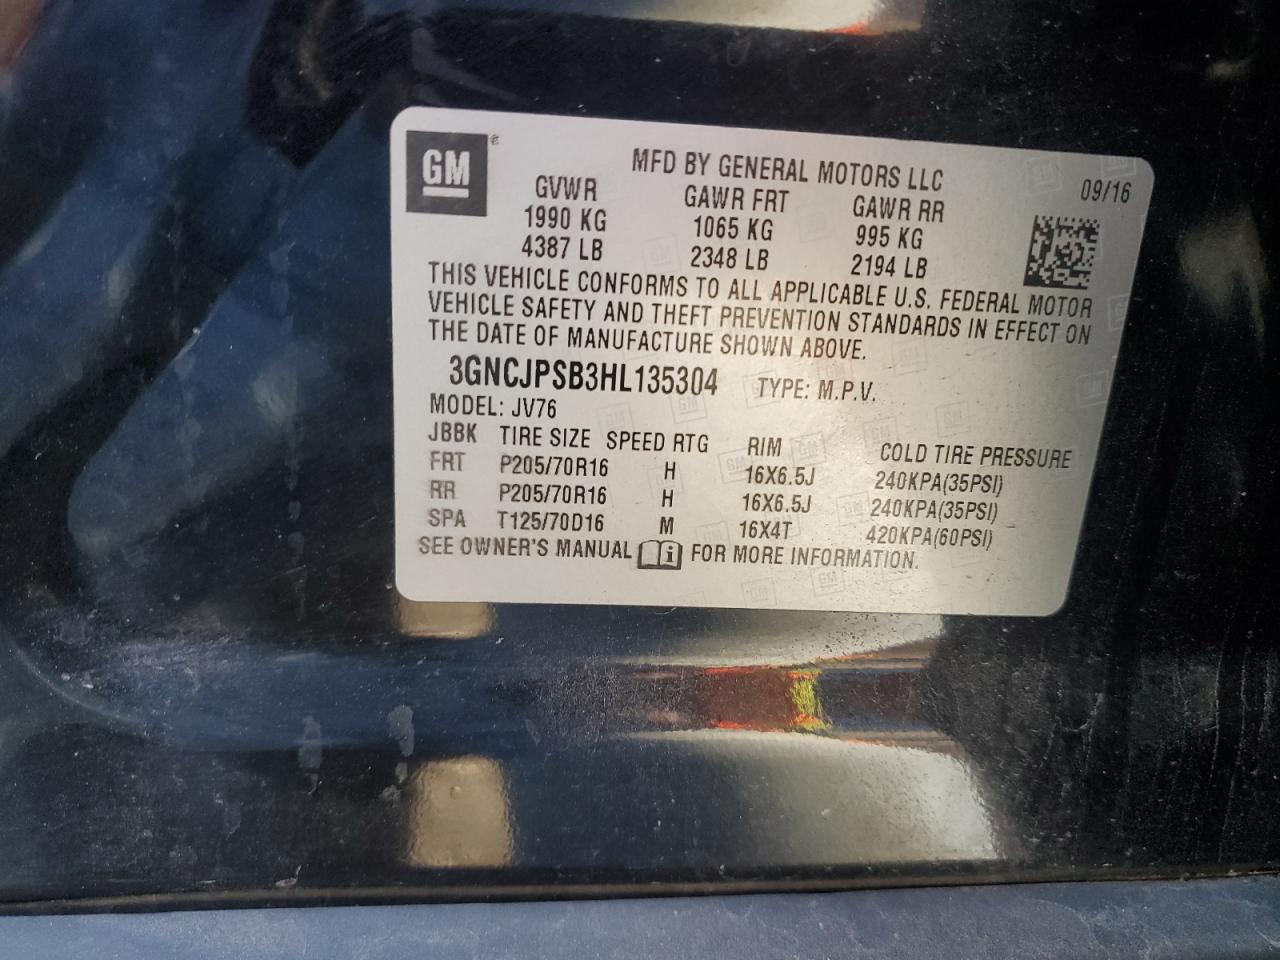 GM®
MFD BY GENERAL MOTORS LLC
09/16
GVWR GAWR FRT GAWR RR
1990 KG 1065 KG 995 KG
4387 LB 2348 LB 2194 LB
THIS VEHICLE CONFORMS TO ALL APPLICABLE U.S. FEDERAL MOTOR
VEHICLE SAFETY AND THEFT PREVENTION STANDARDS IN EFFECT ON
THE DATE OF MANUFACTURE SHOWN ABOVE.
3GNCJPSB3HL135304 TYPE: M.P.V.
MODEL: JV76
JBBK TIRE SIZE SPEED RTG RIM COLD TIRE PRESSURE
FRT P205/70R16 H 16X6.5J 240KPA(35PSI)
RR P205/70R16 H 16X6.5J 240KPA(35PSI)
SPA T125/70D16 M 16X4T 420KPA(60PSI)
SEE OWNER'S MANUAL i FOR MORE INFORMATION.